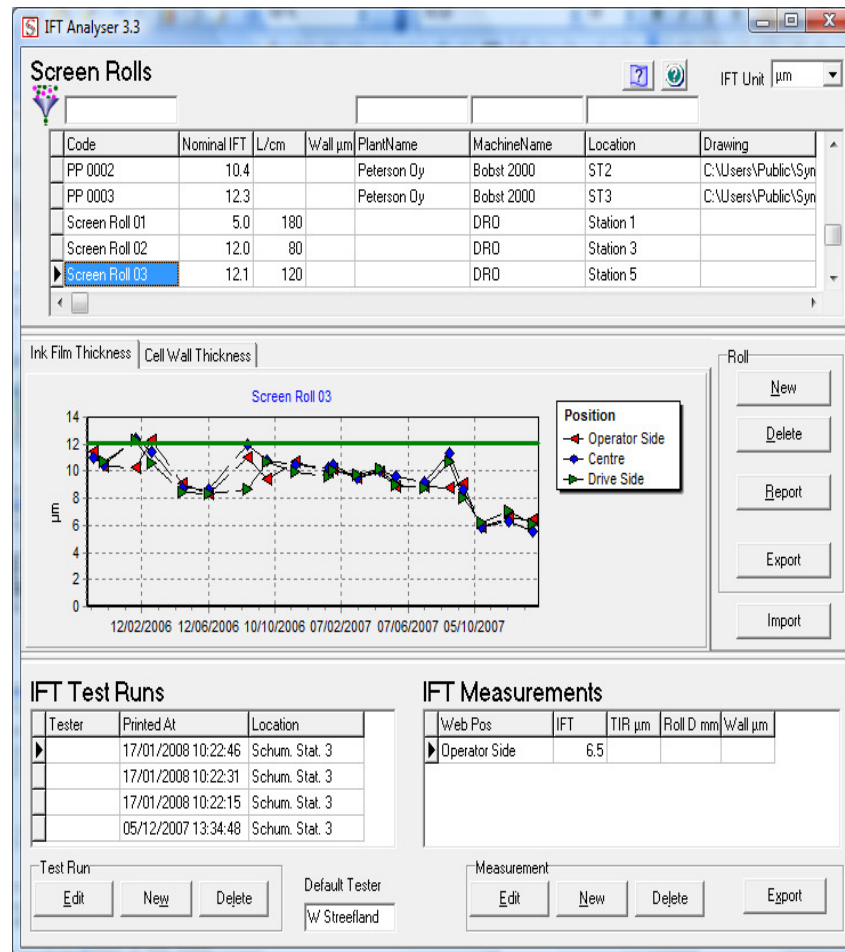 IFT Analyser 3.3
Screen Rolls
IFT Unit µm
Code Nominal IFT L/cm Wall µm PlantName MachineName Location Drawing
PP 0002 10.4 Peterson Oy Bobst 2000 ST2 C:\Users\Public\Syn
PP 0003 12.3 Peterson Oy Bobst 2000 ST3 C:\Users\Public\Syn
Screen Roll 01 5.0 180 DRO Station 1
Screen Roll 02 12.0 80 DRO Station 3
Screen Roll 03 12.1 120 DRO Station 5
Ink Film Thickness Cell Wall Thickness
Roll
New
Delete
Report
Export
Import
Screen Roll 03
14
12
10
8
6
4
2
0
µm
12/02/2006 12/06/2006 10/10/2006 07/02/2007 07/06/2007 05/10/2007
Position
Operator Side
Centre
Drive Side
IFT Test Runs
Tester Printed At Location
17/01/2008 10:22:46 Schum. Stat. 3
17/01/2008 10:22:31 Schum. Stat. 3
17/01/2008 10:22:15 Schum. Stat. 3
05/12/2007 13:34:48 Schum. Stat. 3
IFT Measurements
Web Pos IFT TIR µm Roll D mm Wall µm
Operator Side 6.5
Test Run
Edit New Delete
Default Tester
W Streefland
Measurement
Edit New Delete Export